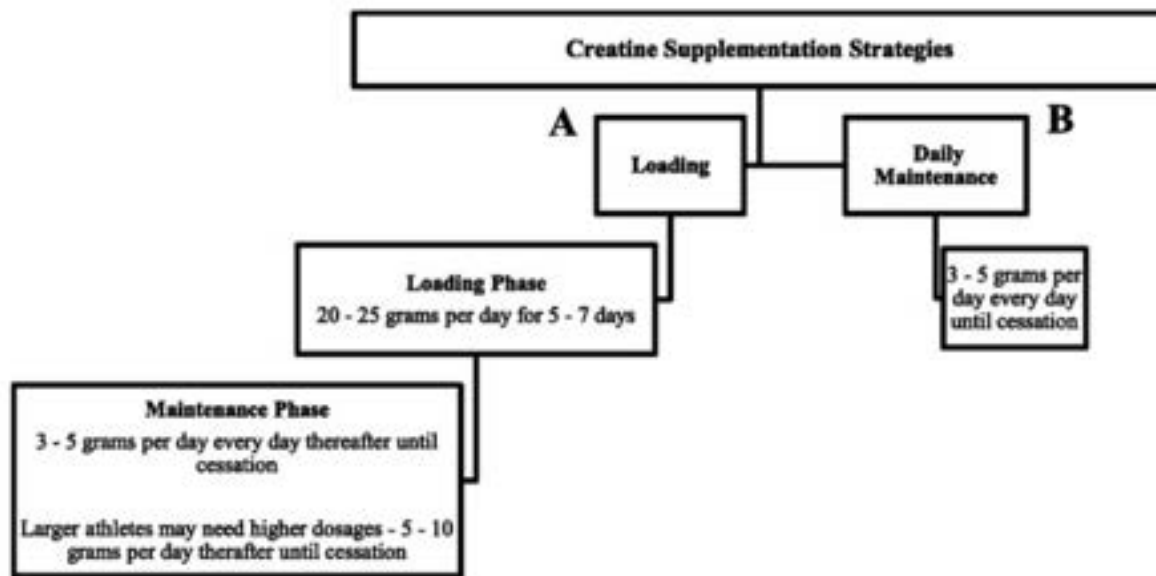 Creatine Supplementation Strategies
A
B
Loading
Daily
Maintenance
Loading Phase
20 - 25 grams per day for 5 - 7 days
3 - 5 grams per
day every day
until cessation
Maintenance Phase
3 - 5 grams per day every day thereafter until
cessation
Larger athletes may need higher dosages - 5 - 10
grams per day therafter until cessation